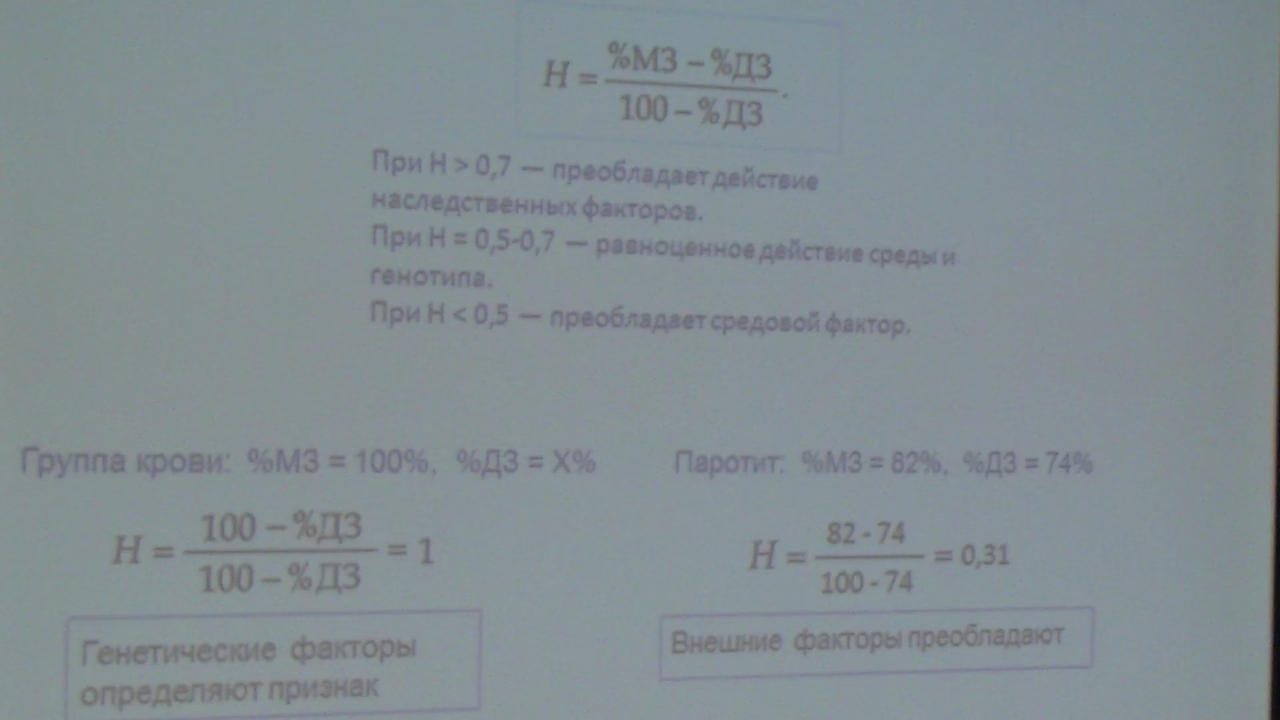 H = %МЗ – %ДЗ / 100 – %ДЗ .
При Н > 0,7 — преобладает действие
наследственных факторов.
При Н = 0,5-0,7 — равноценное действие среды и
генотипа.
При Н < 0,5 — преобладает средовой фактор.
Группа крови: %МЗ = 100%, %ДЗ = Х%
Паротит: %МЗ = 82%, %ДЗ = 74%
H = 100 – %ДЗ / 100 – %ДЗ = 1
H = 82 - 74 / 100 - 74 = 0,31
Генетические факторы
определяют признак
Внешние факторы преобладают